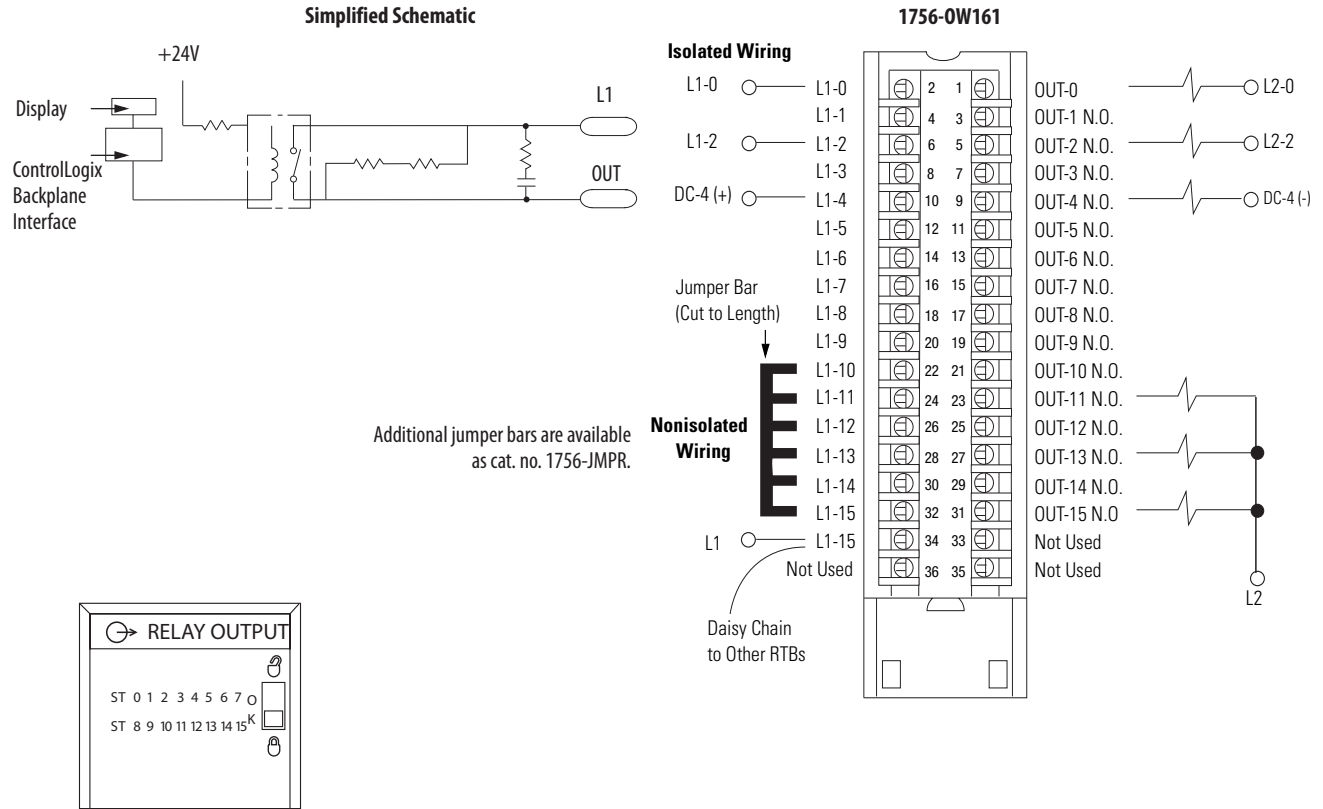 Simplified Schematic
+24V
Display
ControlLogix
Backplane
Interface
L1
OUT
1756-OW161
Isolated Wiring
L1-0 L1-0 2 1 OUT-0 L2-0
L1-1 4 3 OUT-1 N.O.
L1-2 L1-2 6 5 OUT-2 N.O. L2-2
L1-3 8 7 OUT-3 N.O.
DC-4 (+) L1-4 10 9 OUT-4 N.O. DC-4 (-)
L1-5 12 11 OUT-5 N.O.
L1-6 14 13 OUT-6 N.O.
L1-7 16 15 OUT-7 N.O.
L1-8 18 17 OUT-8 N.O.
L1-9 20 19 OUT-9 N.O.
L1-10 22 21 OUT-10 N.O.
L1-11 24 23 OUT-11 N.O.
L1-12 26 25 OUT-12 N.O.
L1-13 28 27 OUT-13 N.O.
L1-14 30 29 OUT-14 N.O.
L1-15 32 31 OUT-15 N.O
L1 L1-15 34 33 Not Used
Not Used 36 35 Not Used
L2
Jumper Bar
(Cut to Length)
Nonisolated
Wiring
Additional jumper bars are available
as cat. no. 1756-JMPR.
Daisy Chain
to Other RTBs
RELAY OUTPUT
ST 0 1 2 3 4 5 6 7 O
ST 8 9 10 11 12 13 14 15 K